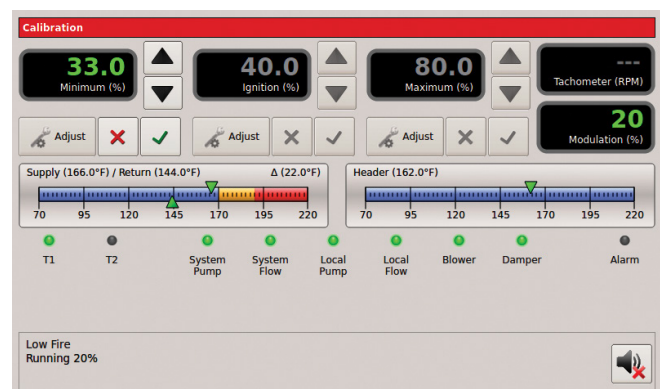 Calibration
33.0
Minimum (%)
40.0
Ignition (%)
80.0
Maximum (%)
---
Tachometer (RPM)
Adjust
Adjust
Adjust
20
Modulation (%)
Supply (166.0°F) / Return (144.0°F) Δ (22.0°F)
70 95 120 145 170 195 220
Header (162.0°F)
70 95 120 145 170 195 220
T1
T2
System
Pump
System
Flow
Local
Pump
Local
Flow
Blower
Damper
Alarm
Low Fire
Running 20%